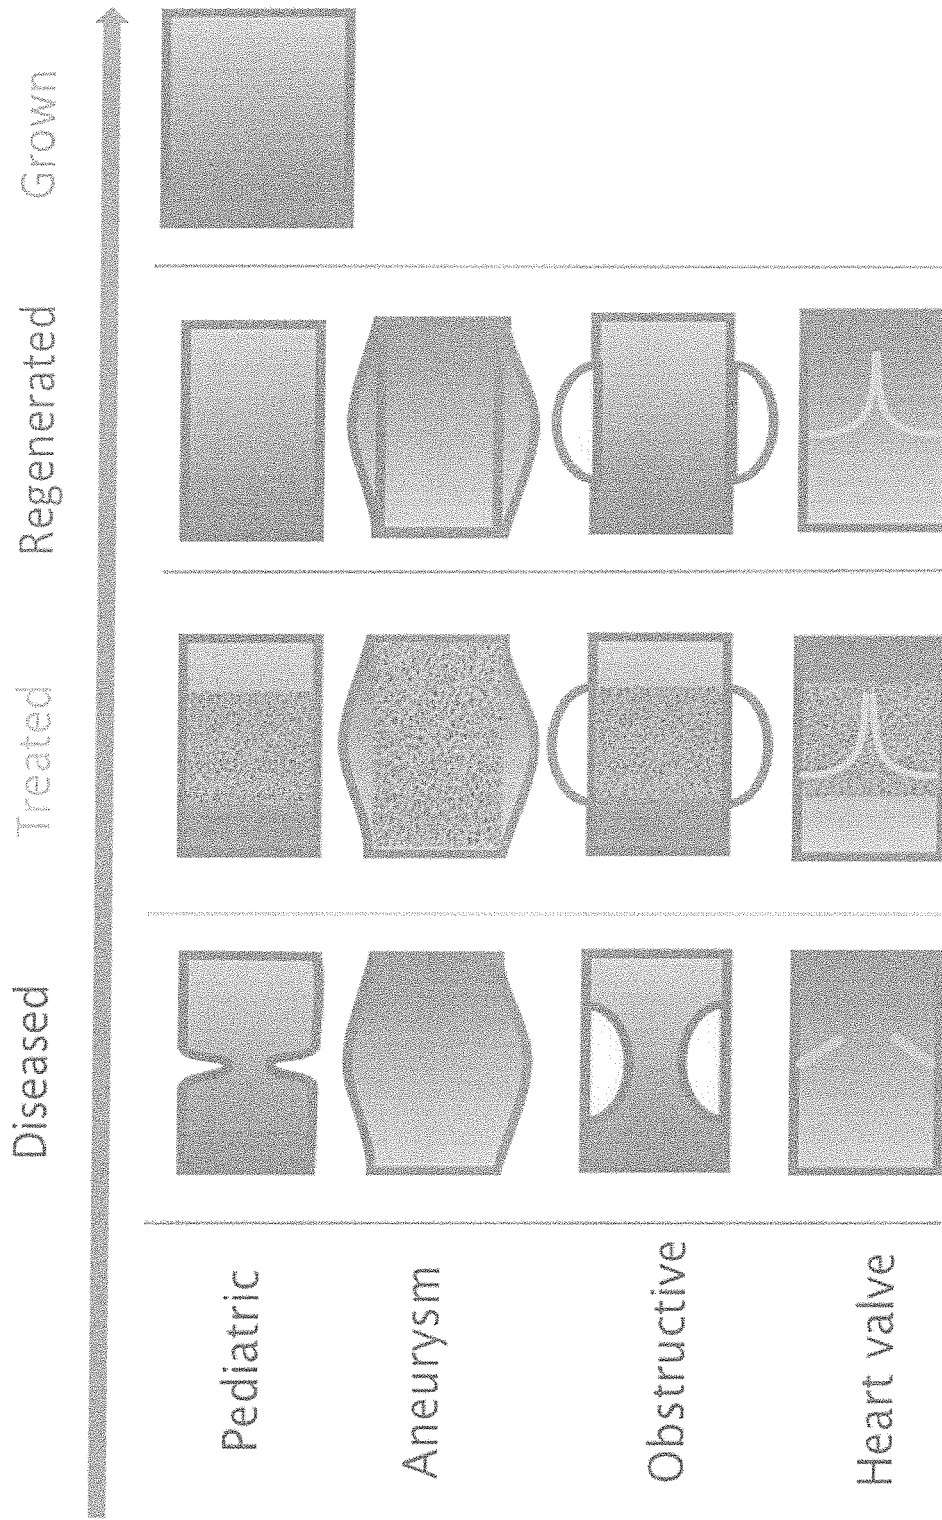 Diseased
Treated
Regenerated
Grown
Pediatric
Aneurysm
Obstructive
Heart valve